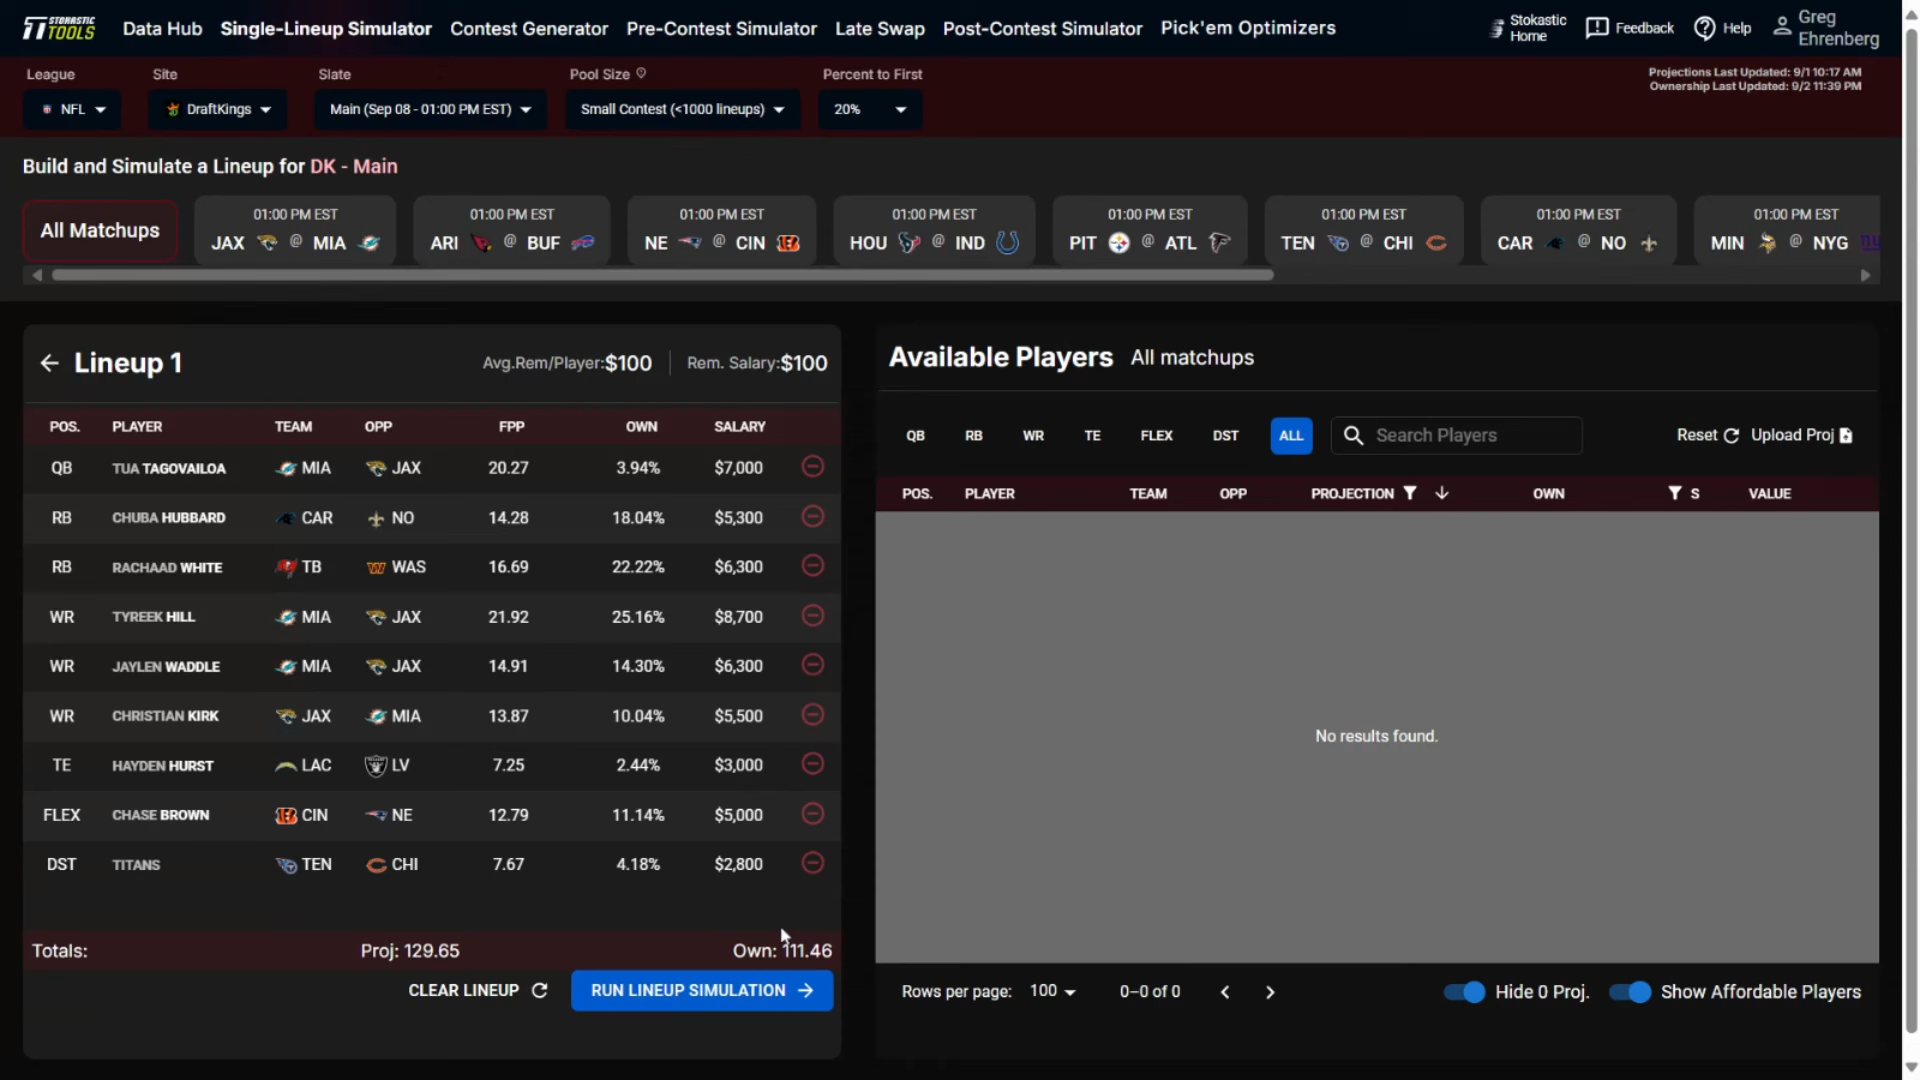 STOKASTIC TOOLS
Data Hub Single-Lineup Simulator Contest Generator Pre-Contest Simulator Late Swap Post-Contest Simulator Pick'em Optimizers Stokastic Home Feedback Help Greg Ehrenberg
League Site Slate Pool Size Percent to First
NFL DraftKings Main (Sep 08 - 01:00 PM EST) Small Contest (<1000 lineups) 20%
Projections Last Updated: 9/1 10:17 AM
Ownership Last Updated: 9/2 11:39 PM
Build and Simulate a Lineup for DK - Main
All Matchups
01:00 PM EST
JAX @ MIA
01:00 PM EST
ARI @ BUF
01:00 PM EST
NE @ CIN
01:00 PM EST
HOU @ IND
01:00 PM EST
PIT @ ATL
01:00 PM EST
TEN @ CHI
01:00 PM EST
CAR @ NO
01:00 PM EST
MIN @ NYG
Lineup 1 Avg.Rem/Player:$100 Rem. Salary:$100
POS. PLAYER TEAM OPP FPP OWN SALARY
QB TUA TAGOVAILOA MIA JAX 20.27 3.94% $7,000
RB CHUBA HUBBARD CAR NO 14.28 18.04% $5,300
RB RACHAAD WHITE TB WAS 16.69 22.22% $6,300
WR TYREEK HILL MIA JAX 21.92 25.16% $8,700
WR JAYLEN WADDLE MIA JAX 14.91 14.30% $6,300
WR CHRISTIAN KIRK JAX MIA 13.87 10.04% $5,500
TE HAYDEN HURST LAC LV 7.25 2.44% $3,000
FLEX CHASE BROWN CIN NE 12.79 11.14% $5,000
DST TITANS TEN CHI 7.67 4.18% $2,800
Totals: Proj: 129.65 Own: 111.46
CLEAR LINEUP RUN LINEUP SIMULATION
Available Players All matchups
QB RB WR TE FLEX DST ALL Search Players Reset Upload Proj
POS. PLAYER TEAM OPP PROJECTION OWN S VALUE
No results found.
Rows per page: 100 0–0 of 0 Hide 0 Proj. Show Affordable Players